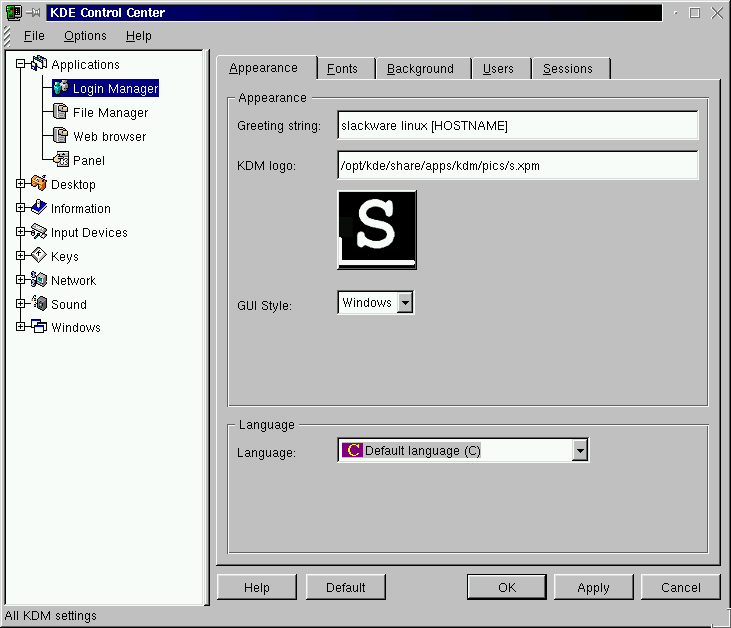 KDE Control Center
File Options Help
Applications
Login Manager
File Manager
Web browser
Panel
Desktop
Information
Input Devices
Keys
Network
Sound
Windows
Appearance Fonts Background Users Sessions
Appearance
Greeting string: slackware linux [HOSTNAME]
KDM logo: /opt/kde/share/apps/kdm/pics/s.xpm
S
GUI Style: Windows
Language
Language: C Default language (C)
Help Default OK Apply Cancel
All KDM settings